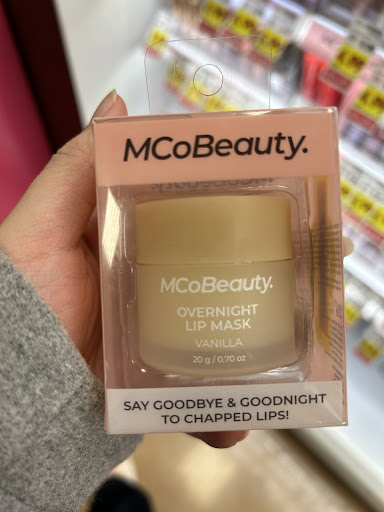 MCoBeauty.
MCoBeauty.
OVERNIGHT
LIP MASK
VANILLA
20 g / 0.70 oz
SAY GOODBYE & GOODNIGHT
TO CHAPPED LIPS!